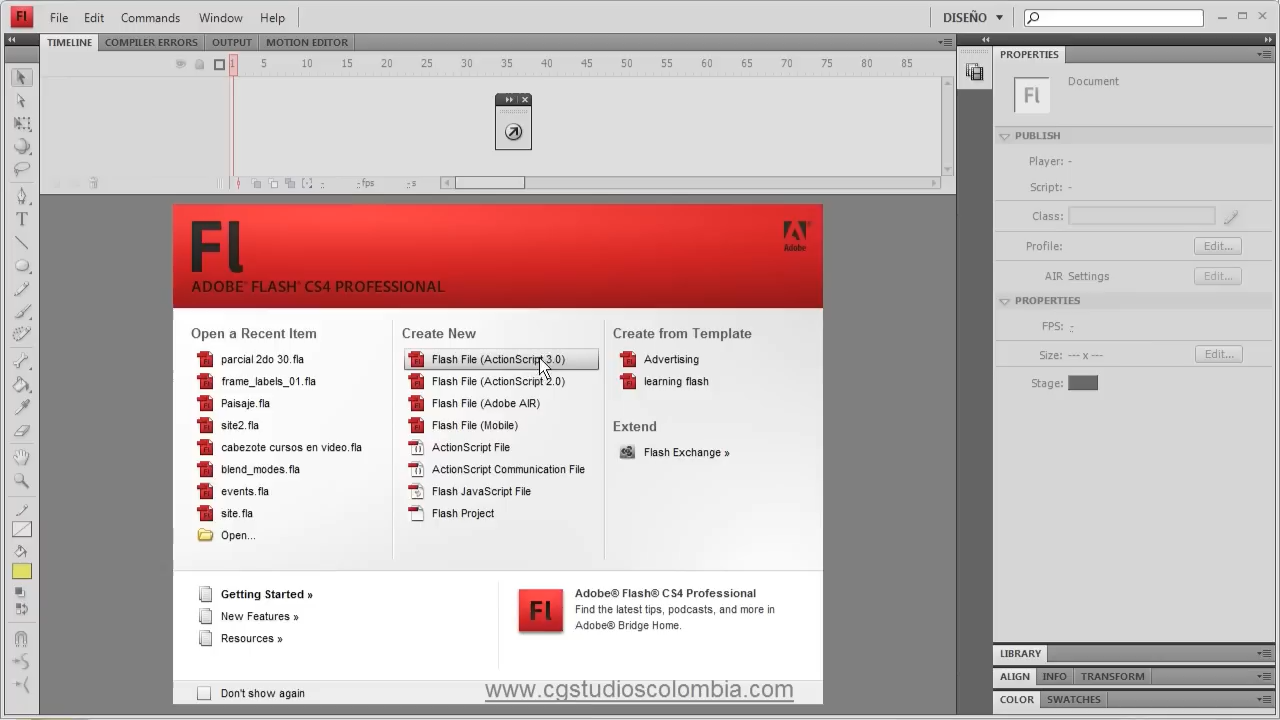 Fl File Edit Commands Window Help DISEÑO
TIMELINE COMPILER ERRORS OUTPUT MOTION EDITOR
1 5 10 15 20 25 30 35 40 45 50 55 60 65 70 75 80 85
fps s
Fl
ADOBE FLASH CS4 PROFESSIONAL
Adobe
Open a Recent Item
parcial 2do 30.fla
frame_labels_01.fla
Paisaje.fla
site2.fla
cabezote cursos en video.fla
blend_modes.fla
events.fla
site.fla
Open...
Create New
Flash File (ActionScript 3.0)
Flash File (ActionScript 2.0)
Flash File (Adobe AIR)
Flash File (Mobile)
ActionScript File
ActionScript Communication File
Flash JavaScript File
Flash Project
Create from Template
Advertising
learning flash
Extend
Flash Exchange »
Getting Started »
New Features »
Resources »
Fl
Adobe® Flash® CS4 Professional
Find the latest tips, podcasts, and more in
Adobe® Bridge Home.
Don't show again
www.cgstudioscolombia.com
PROPERTIES
Fl Document
PUBLISH
Player: -
Script: -
Class:
Profile: Edit...
AIR Settings Edit...
PROPERTIES
FPS: -
Size: --- x --- Edit...
Stage:
LIBRARY
ALIGN INFO TRANSFORM
COLOR SWATCHES